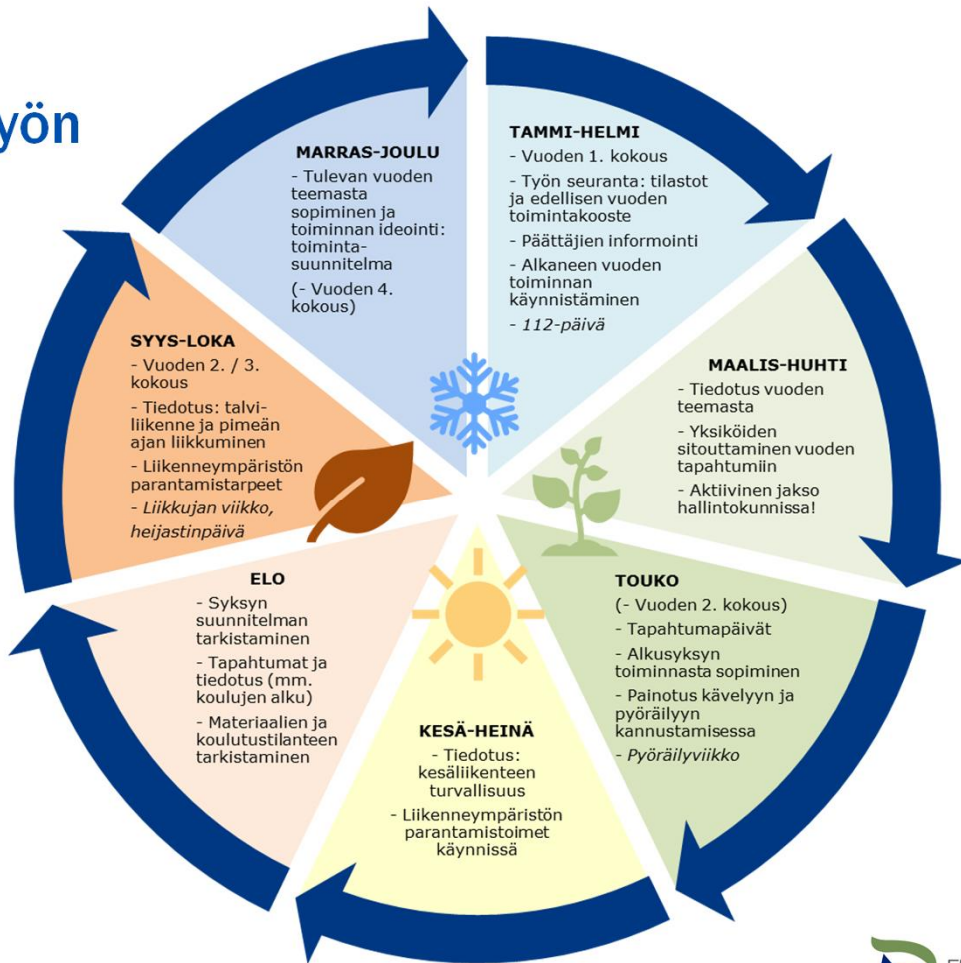 yön
MARRAS-JOULU
- Tulevan vuoden
teemasta
sopiminen ja
toiminnan ideointi:
toiminta-
suunnitelma
(- Vuoden 4.
kokous)
TAMMI-HELMI
- Vuoden 1. kokous
- Työn seuranta: tilastot
ja edellisen vuoden
toimintakooste
- Päättäjien informointi
- Alkaneen vuoden
toiminnan
käynnistäminen
- 112-päivä
SYYS-LOKA
- Vuoden 2. / 3.
kokous
- Tiedotus: talvi-
liikenne ja pimeän
ajan liikkuminen
- Liikenneympäristön
parantamistarpeet
- Liikkujan viikko,
heijastinpäivä
MAALIS-HUHTI
- Tiedotus vuoden
teemasta
- Yksiköiden
sitouttaminen vuoden
tapahtumiin
- Aktiivinen jakso
hallintokunnissa!
ELO
- Syksyn
suunnitelman
tarkistaminen
- Tapahtumat ja
tiedotus (mm.
koulujen alku)
- Materiaalien ja
koulutustilanteen
tarkistaminen
TOUKO
(- Vuoden 2. kokous)
- Tapahtumapäivät
- Alkusyksyn
toiminnasta sopiminen
- Painotus kävelyyn ja
pyöräilyyn
kannustamisessa
- Pyöräilyviikko
KESÄ-HEINÄ
- Tiedotus:
kesäliikenteen
turvallisuus
- Liikenneympäristön
parantamistoimet
käynnissä